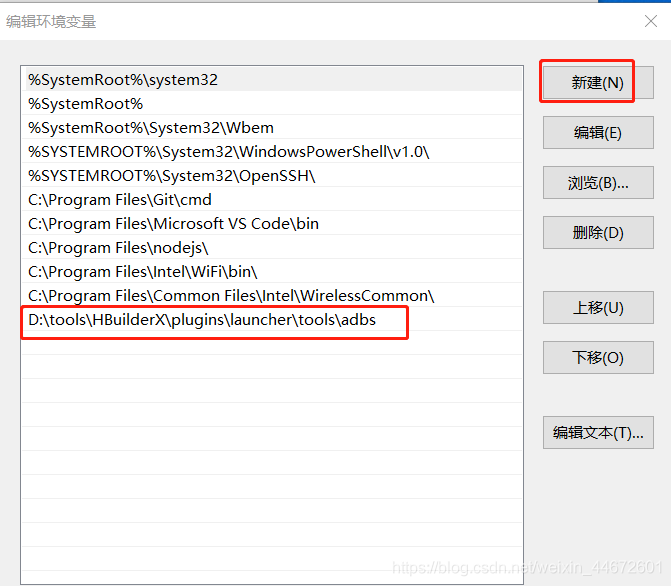 编辑环境变量
%SystemRoot%\system32
%SystemRoot%
%SystemRoot%\System32\Wbem
%SYSTEMROOT%\System32\WindowsPowerShell\v1.0\
%SYSTEMROOT%\System32\OpenSSH\
C:\Program Files\Git\cmd
C:\Program Files\Microsoft VS Code\bin
C:\Program Files\nodejs\
C:\Program Files\Intel\WiFi\bin\
C:\Program Files\Common Files\Intel\WirelessCommon\
D:\tools\HBuilderX\plugins\launcher\tools\adbs
新建(N)
编辑(E)
浏览(B)...
删除(D)
上移(U)
下移(O)
编辑文本(T)...
https://blog.csdn.net/weixin_44672601